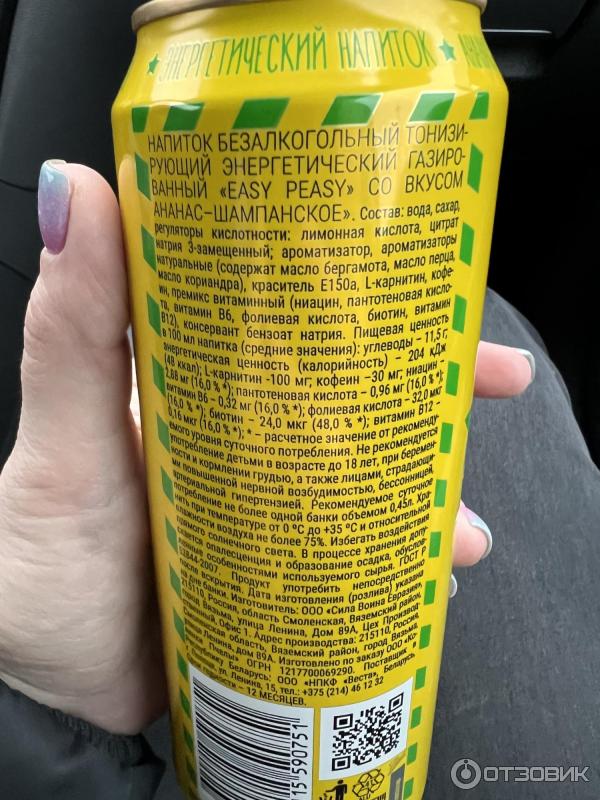 ЭНЕРГЕТИЧЕСКИЙ НАПИТОК
НАПИТОК БЕЗАЛКОГОЛЬНЫЙ ТОНИЗИ-
РУЮЩИЙ ЭНЕРГЕТИЧЕСКИЙ ГАЗИРО-
ВАННЫЙ «EASY PEASY» СО ВКУСОМ
АНАНАС–ШАМПАНСКОЕ». Состав: вода, сахар,
регуляторы кислотности: лимонная кислота, цитрат
натрия 3-замещенный; ароматизатор, ароматизаторы
натуральные (содержат масло бергамота, масло перца,
масло кориандра), краситель Е150а, L-карнитин, кофе-
ин, премикс витаминный (ниацин, пантотеновая кисло-
та, витамин B6, фолиевая кислота, биотин, витамин
B12), консервант бензоат натрия. Пищевая ценность
в 100 мл напитка (средние значения): углеводы – 11,5 г;
энергетическая ценность (калорийность) – 204 кДж
(48 ккал); L-карнитин -100 мг; кофеин –30 мг; ниацин –
2,88 мг (16,0 % *); пантотеновая кислота – 0,96 мг (16,0 % *);
витамин B6 – 0,32 мг (16,0 % *); фолиевая кислота – 32,0 мкг
(16,0 % *); биотин – 24,0 мкг (48,0 % *); витамин B12 –
0,16 мкг (16,0 % *); * – расчетное значение от рекоменду-
емого уровня суточного потребления. Не рекомендуется
употребление детьми в возрасте до 18 лет, при беремен-
ности и кормлении грудью, а также лицами, страдающи-
ми повышенной нервной возбудимостью, бессонницей,
артериальной гипертензией. Рекомендуемое суточное
потребление не более одной банки объемом 0,45л. Хра-
нить при температуре от 0 °С до +35 °С и относительной
влажности воздуха не более 75%. Избегать воздействия
прямого солнечного света. В процессе хранения допу-
скается опалесценция и образование осадка, обуслов-
ленные особенностями используемого сырья. ГОСТ Р
52844-2007. Продукт употребить непосредственно
после вскрытия. Дата изготовления (розлива) указана
на дне банки. Изготовитель: ООО «Сила Воина Евразие»,
215110, Россия, область Смоленская, Вяземский район,
город Вязьма, улица Ленина, Дом 89А, Цех Производ-
ственный, Офис 1. Адрес производства: 215110, Россия,
Смоленская область, Вяземский район, город Вязьма,
улица Ленина, Дом 89А. Изготовлено по заказу ООО
Пчелы» ОГРН 1217700069290. Поставщик в
Республику Беларусь: ООО «НПКФ «Веста», Беларусь,
ул. Ленина, 15, тел.: +375 (214) 46 12 32
годности – 12 МЕСЯЦЕВ.
15 590751
ОТЗОВИК